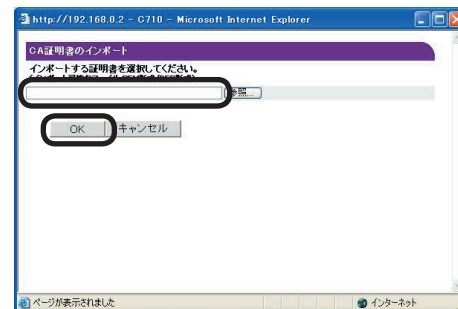 http://192.168.0.2 - C710 - Microsoft Internet Explorer
CA証明書のインポート
インポートする証明書を選択してください。
参照...
OK キャンセル
ページが表示されました インターネット